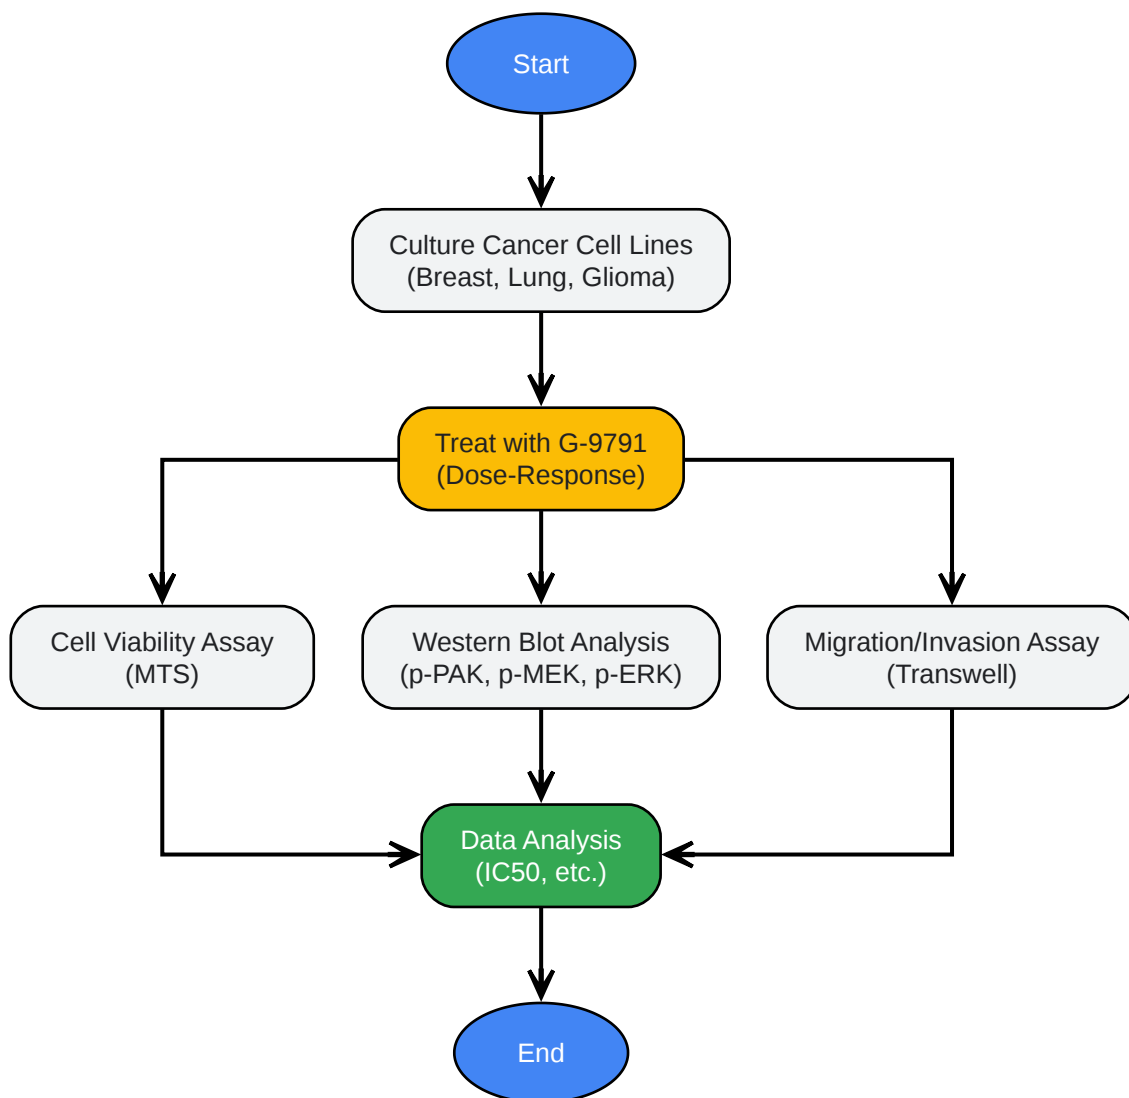 Start
Culture Cancer Cell Lines
(Breast, Lung, Glioma)
Treat with G-9791
(Dose-Response)
Cell Viability Assay
(MTS)
Western Blot Analysis
(p-PAK, p-MEK, p-ERK)
Migration/Invasion Assay
(Transwell)
Data Analysis
(IC50, etc.)
End